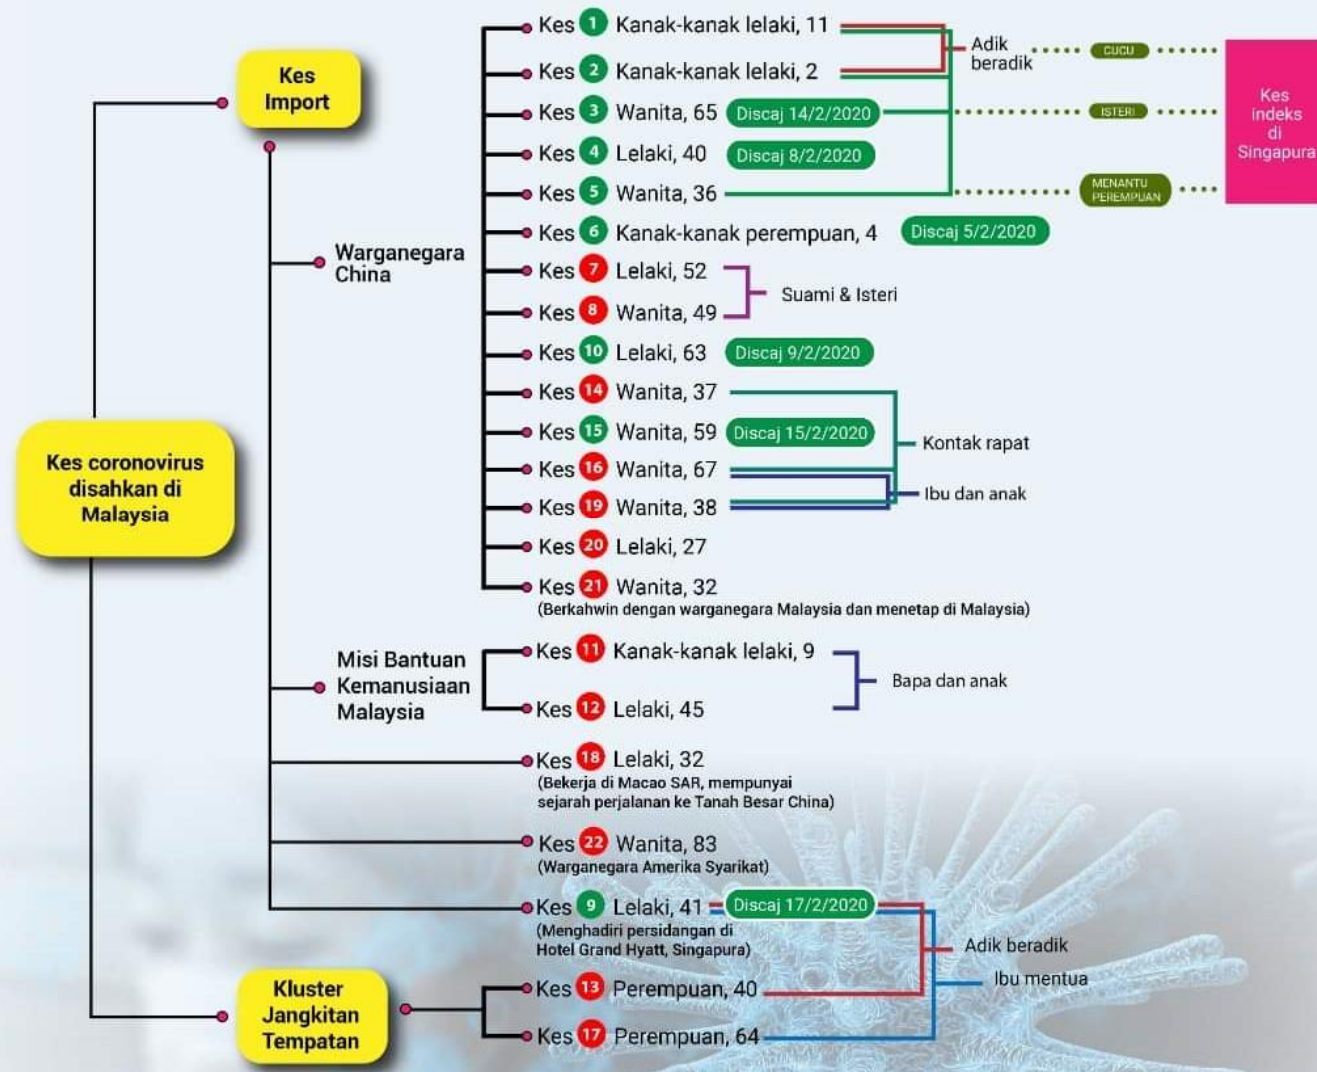 Kes
Import
Kes 1 Kanak-kanak lelaki, 11
Kes 2 Kanak-kanak lelaki, 2
Adik
beradik
CUCU
Kes 3 Wanita, 65 Discaj 14/2/2020
ISTERI
Kes
indeks
di
Singapura
Kes 4 Lelaki, 40 Discaj 8/2/2020
Kes 5 Wanita, 36
MENANTU
PEREMPUAN
Kes 6 Kanak-kanak perempuan, 4 Discaj 5/2/2020
Warganegara
China
Kes 7 Lelaki, 52
Kes 8 Wanita, 49
Suami & Isteri
Kes 10 Lelaki, 63 Discaj 9/2/2020
Kes 14 Wanita, 37
Kes 15 Wanita, 59 Discaj 15/2/2020
Kontak rapat
Kes 16 Wanita, 67
Ibu dan anak
Kes 19 Wanita, 38
Kes 20 Lelaki, 27
Kes 21 Wanita, 32
(Berkahwin dengan warganegara Malaysia dan menetap di Malaysia)
Kes coronovirus
disahkan di
Malaysia
Misi Bantuan
Kemanusiaan
Malaysia
Kes 11 Kanak-kanak lelaki, 9
Kes 12 Lelaki, 45
Bapa dan anak
Kes 18 Lelaki, 32
(Bekerja di Macao SAR, mempunyai
sejarah perjalanan ke Tanah Besar China)
Kes 22 Wanita, 83
(Warganegara Amerika Syarikat)
Kes 9 Lelaki, 41 Discaj 17/2/2020
(Menghadiri persidangan di
Hotel Grand Hyatt, Singapura)
Adik beradik
Ibu mentua
Kluster
Jangkitan
Tempatan
Kes 13 Perempuan, 40
Kes 17 Perempuan, 64